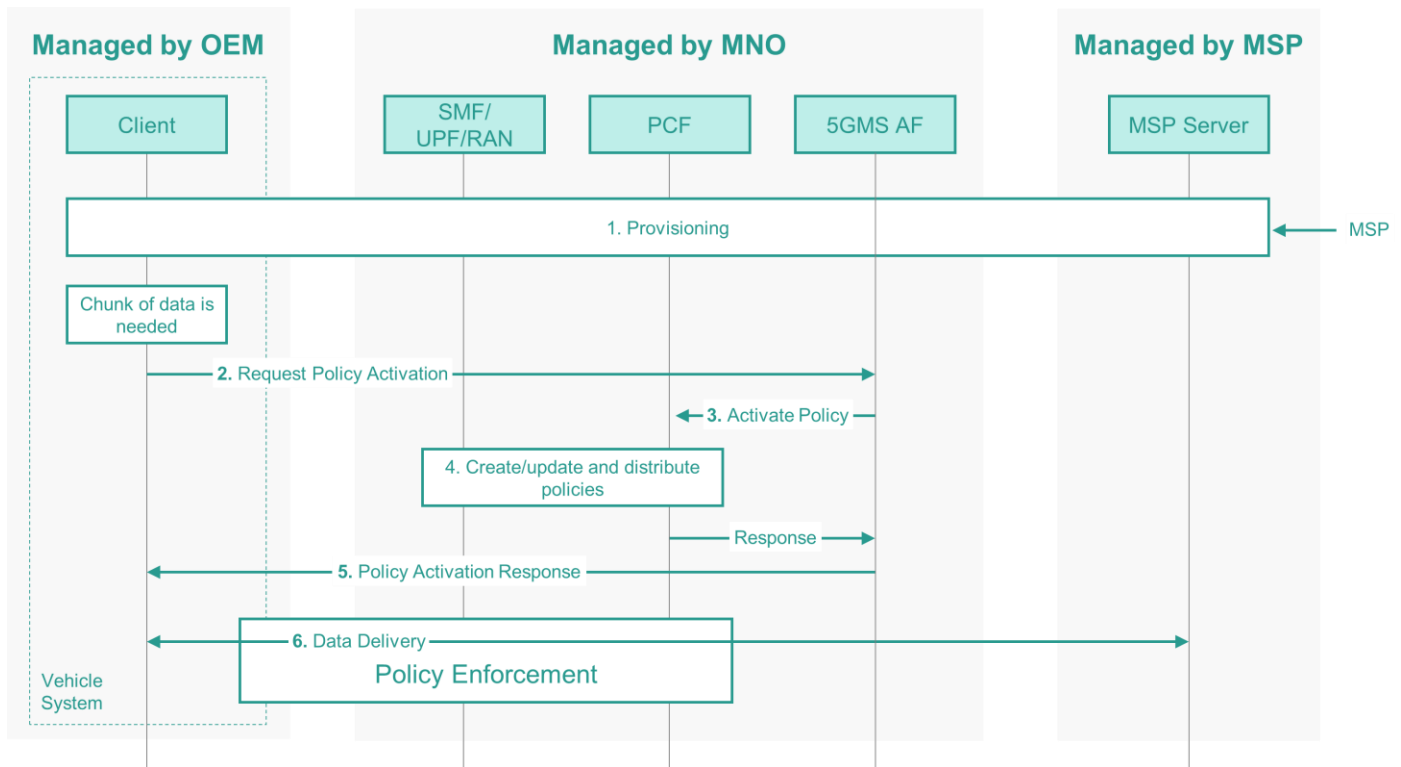 Managed by OEM
Managed by MNO
Managed by MSP
Client
SMF/
UPF/RAN
PCF
5GMS AF
MSP Server
1. Provisioning
MSP
Chunk of data is
needed
2. Request Policy Activation
3. Activate Policy
4. Create/update and distribute
policies
Response
5. Policy Activation Response
6. Data Delivery
Policy Enforcement
Vehicle
System